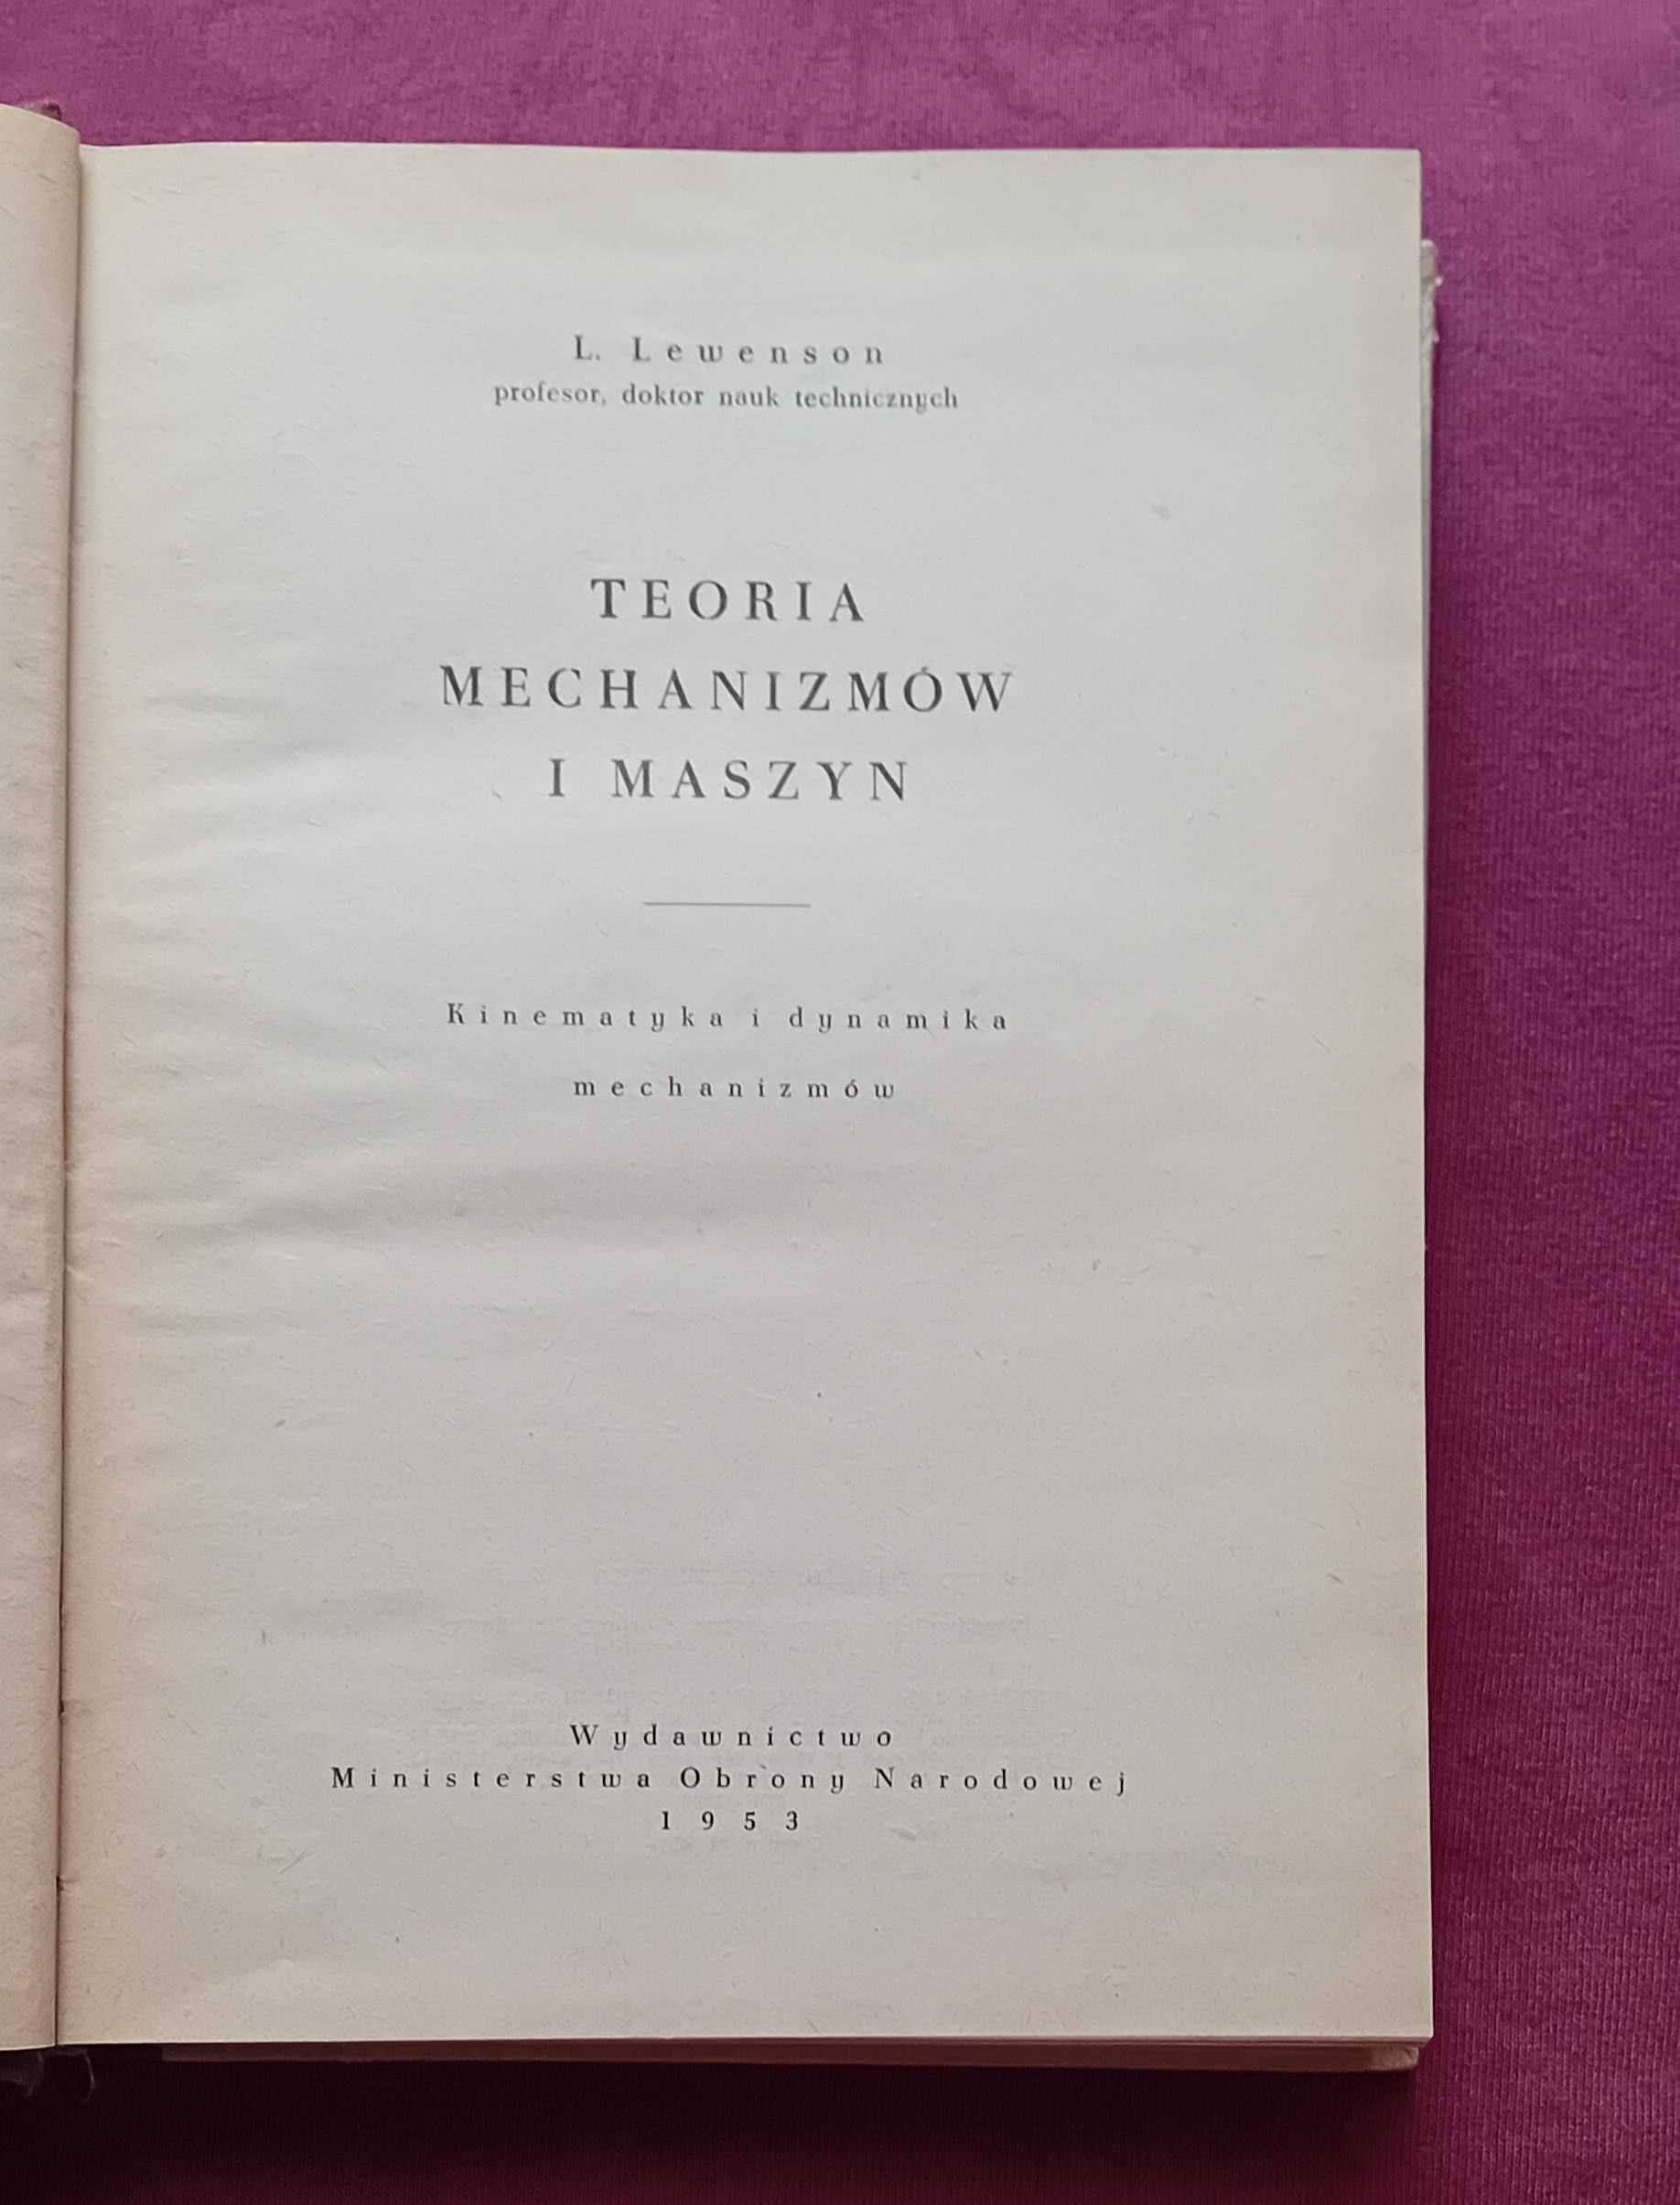 L. Lewenson
profesor, doktor nauk technicznych
TEORIA
MECHANIZMÓW
I MASZYN
Kinematyka i dynamika
mechanizmów
Wydawnictwo
Ministerstwa Obrony Narodowej
1953